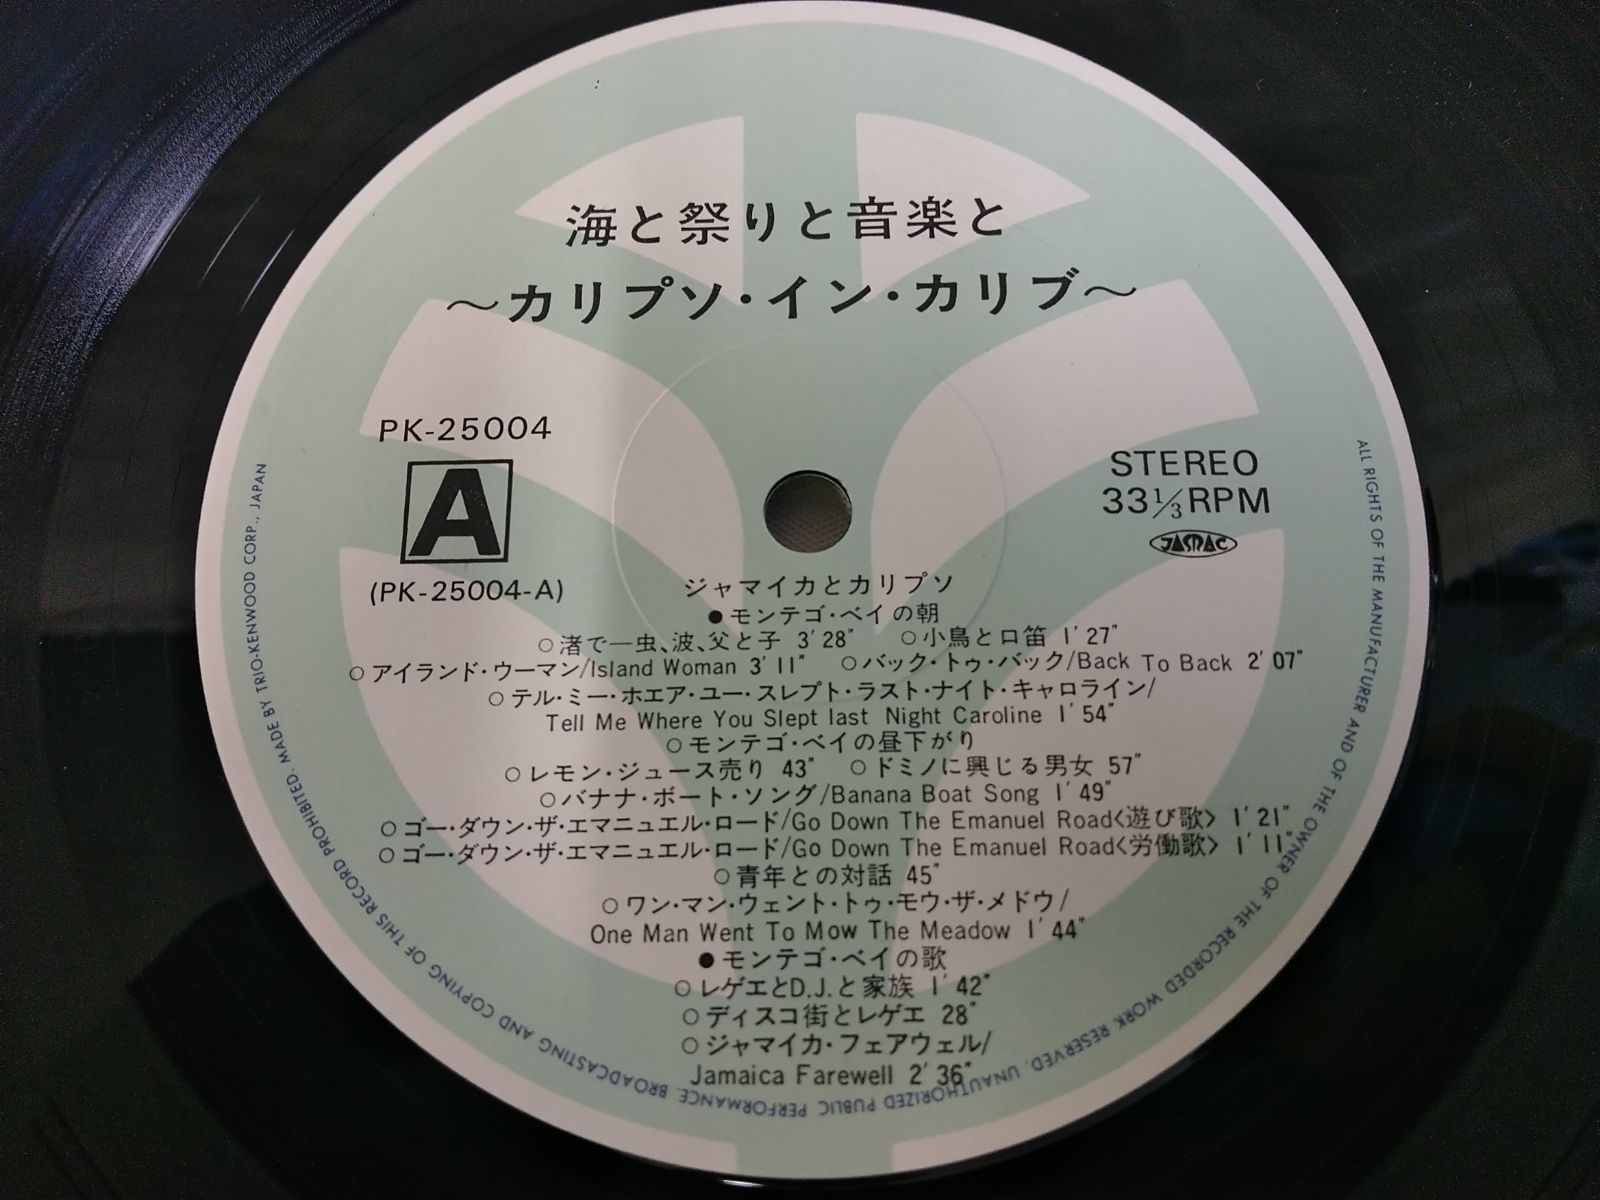 海と祭りと音楽と
〜カリプソ・イン・カリブ〜
PK-25004
A
(PK-25004-A)
STEREO
33 1/3 RPM
JASRAC
ジャマイカとカリプソ
●モンテゴ・ベイの朝
○渚で一虫、波、父と子 3′28″ ○小鳥と口笛 1′27″
○アイランド・ウーマン/Island Woman 3′11″ ○バック・トゥ・バック/Back To Back 2′07″
○テル・ミー・ホエア・ユー・スレプト・ラスト・ナイト・キャロライン/
Tell Me Where You Slept last Night Caroline 1′54″
○モンテゴ・ベイの昼下がり
○レモン・ジュース売り 43″ ○ドミノに興じる男女 57″
○バナナ・ボート・ソング/Banana Boat Song 1′49″
○ゴー・ダウン・ザ・エマニュエル・ロード/Go Down The Emanuel Road<遊び歌> 1′21″
○ゴー・ダウン・ザ・エマニュエル・ロード/Go Down The Emanuel Road<労働歌> 1′11″
○青年との対話 45″
○ワン・マン・ウェント・トゥ・モウ・ザ・メドウ/
One Man Went To Mow The Meadow 1′44″
●モンテゴ・ベイの歌
○レゲエとD.J.と家族 1′42″
○ディスコ街とレゲエ 28″
○ジャマイカ・フェアウェル/
Jamaica Farewell 2′36″
ALL RIGHTS OF THE MANUFACTURER AND OF THE OWNER OF THE RECORDED WORK RESERVED. UNAUTHORIZED PUBLIC PERFORMANCE. BROADCASTING AND COPYING OF THIS RECORD PROHIBITED. MADE BY TRIO-KENWOOD CORP., JAPAN